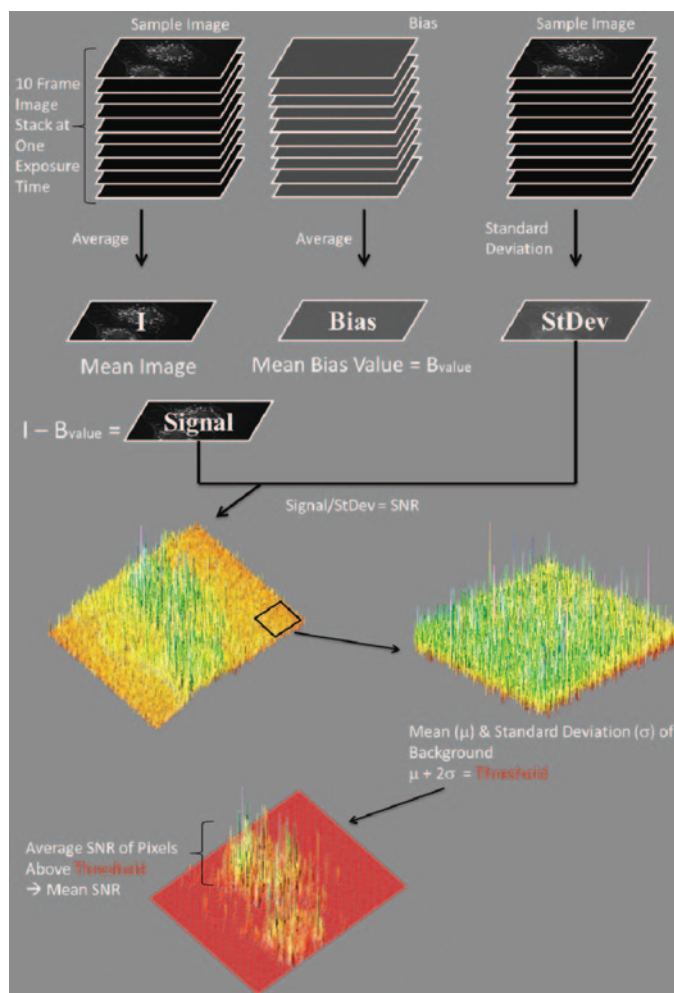 Sample Image
Bias
Sample Image
10 Frame
Image
Stack at
One
Exposure
Time
Average
Average
Standard
Deviation
I
Bias
StDev
Mean Image
Mean Bias Value = Bvalue
I – Bvalue =
Signal
Signal/StDev = SNR
Mean (μ) & Standard Deviation (σ) of
Background
μ + 2σ = Threshold
Average SNR of Pixels
Above Threshold
→ Mean SNR